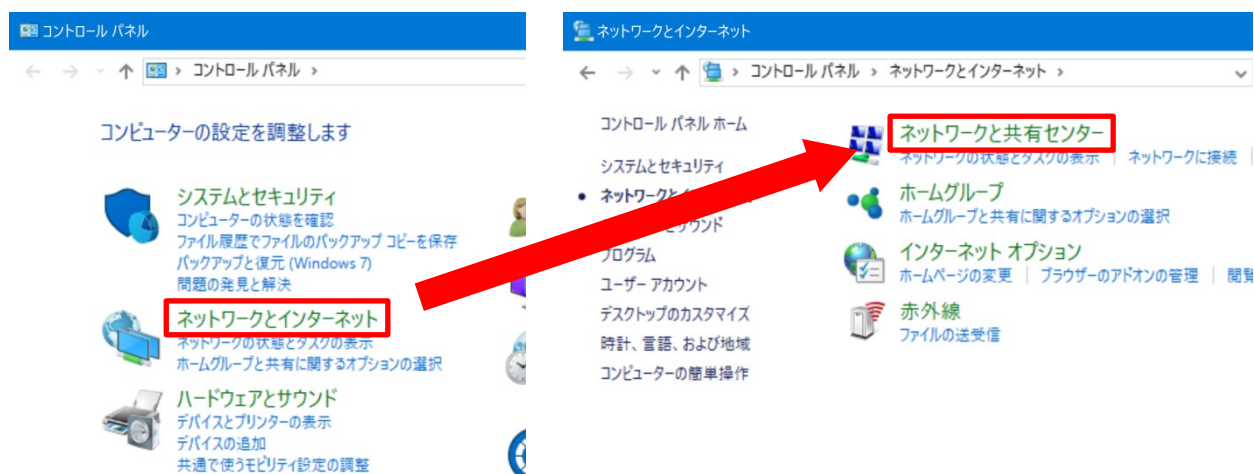 コントロール パネル
コントロール パネル
コンピューターの設定を調整します
システムとセキュリティ
コンピューターの状態を確認
ファイル履歴でファイルのバックアップ コピーを保存
バックアップと復元 (Windows 7)
問題の発見と解決
ネットワークとインターネット
ネットワークの状態とタスクの表示
ホームグループと共有に関するオプションの選択
ハードウェアとサウンド
デバイスとプリンターの表示
デバイスの追加
共通で使うモビリティ設定の調整
ネットワークとインターネット
コントロール パネル > ネットワークとインターネット >
コントロール パネル ホーム
システムとセキュリティ
ネットワークと
サウンド
プログラム
ユーザー アカウント
デスクトップのカスタマイズ
時計、言語、および地域
コンピューターの簡単操作
ネットワークと共有センター
ネットワークの状態とタスクの表示 | ネットワークに接続 |
ホームグループ
ホームグループと共有に関するオプションの選択
インターネット オプション
ホームページの変更 | ブラウザーのアドオンの管理 | 閲覧
赤外線
ファイルの送受信